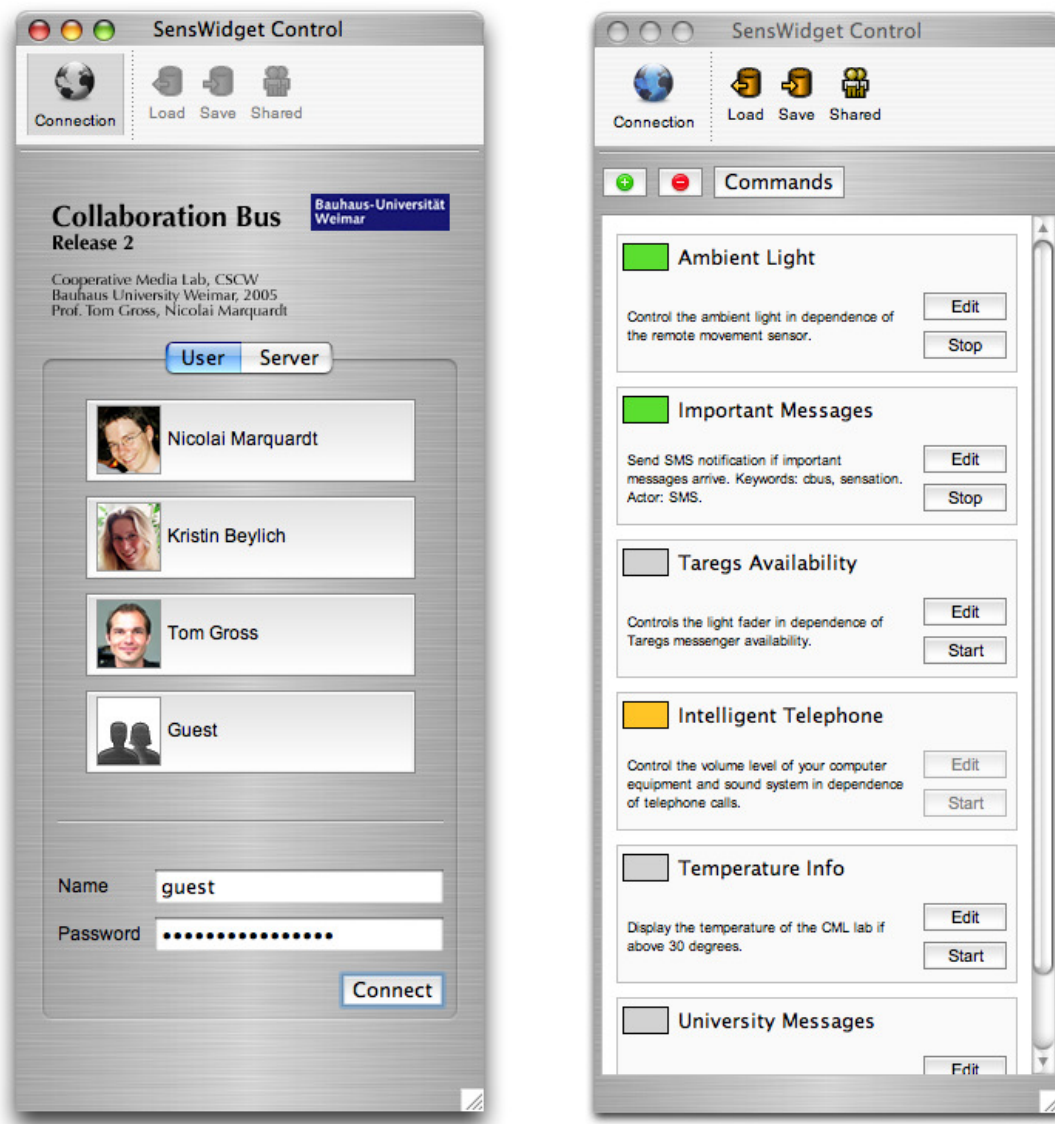 SensWidget Control
Connection
Load Save Shared
Collaboration Bus
Release 2
Bauhaus-Universität
Weimar
Cooperative Media Lab, CSCW
Bauhaus University Weimar, 2005
Prof. Tom Gross, Nicolai Marquardt
User Server
Nicolai Marquardt
Kristin Beylich
Tom Gross
Guest
Name guest
Password ••••••••••••••••
Connect
SensWidget Control
Connection
Load Save Shared
Commands
Ambient Light
Control the ambient light in dependence of
the remote movement sensor.
Edit
Stop
Important Messages
Send SMS notification if important
messages arrive. Keywords: cbus, sensation.
Actor: SMS.
Edit
Stop
Taregs Availability
Controls the light fader in dependence of
Taregs messenger availability.
Edit
Start
Intelligent Telephone
Control the volume level of your computer
equipment and sound system in dependence
of telephone calls.
Edit
Start
Temperature Info
Display the temperature of the CML lab if
above 30 degrees.
Edit
Start
University Messages
Edit